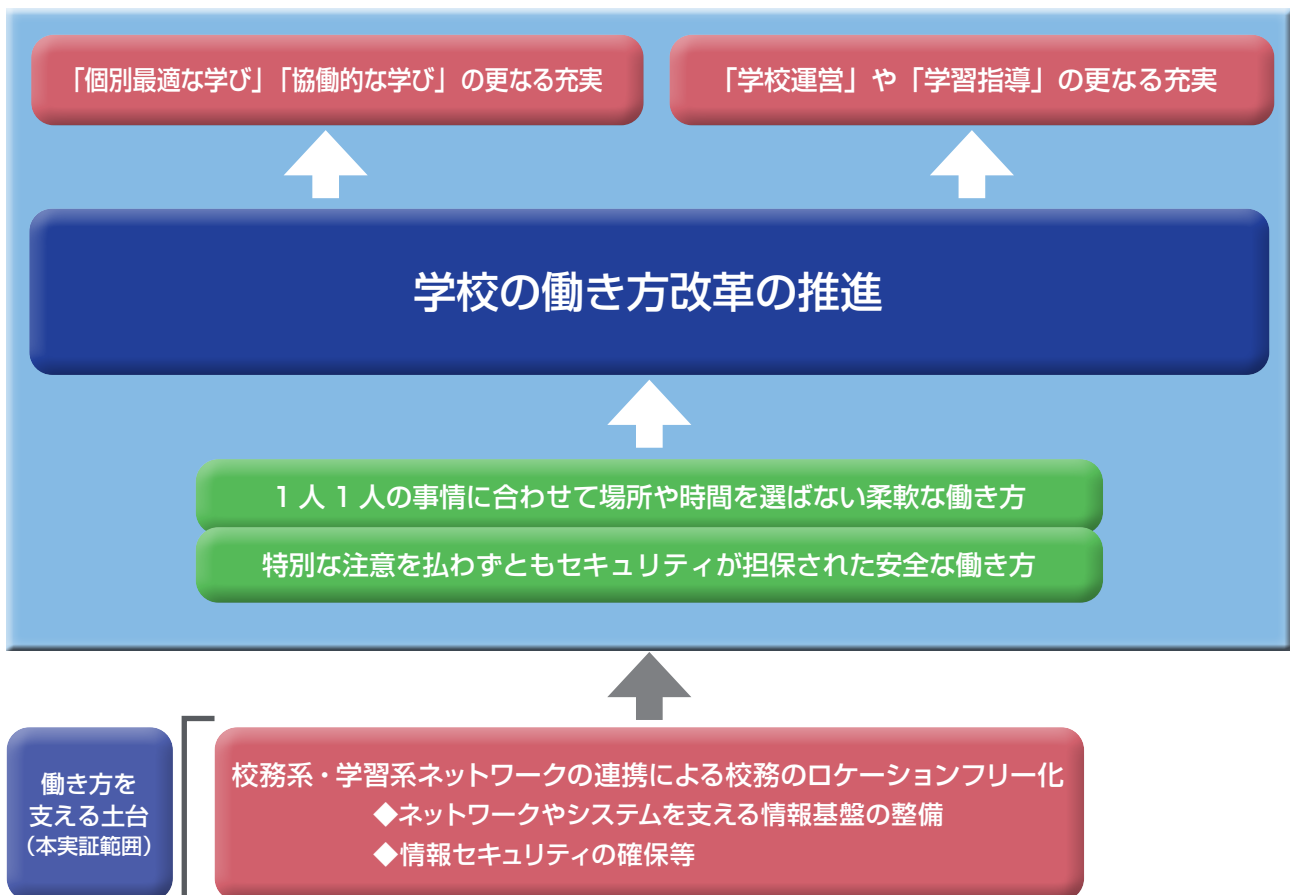 「個別最適な学び」「協働的な学び」の更なる充実
「学校運営」や「学習指導」の更なる充実
学校の働き方改革の推進
1人1人の事情に合わせて場所や時間を選ばない柔軟な働き方
特別な注意を払わずともセキュリティが担保された安全な働き方
働き方を
支える土台
（本実証範囲）
校務系・学習系ネットワークの連携による校務のロケーションフリー化
◆ネットワークやシステムを支える情報基盤の整備
◆情報セキュリティの確保等